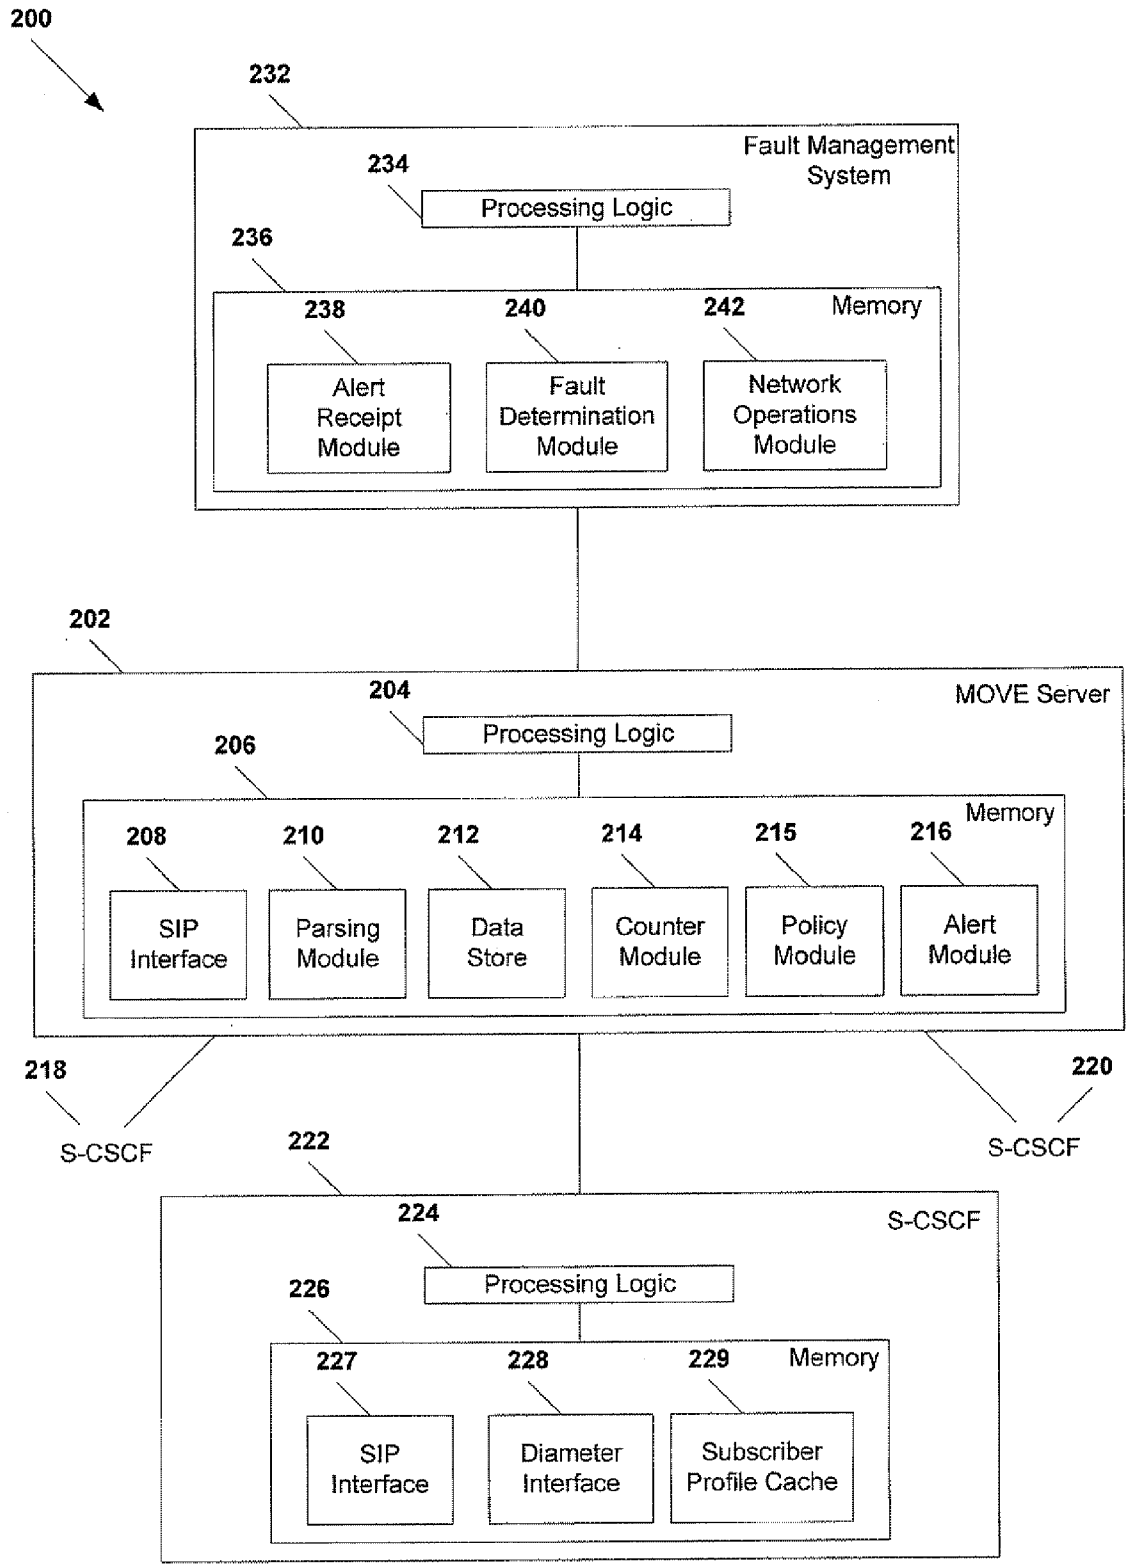 200
232
Fault Management
System
234
Processing Logic
236
Memory
238
240
242
Alert
Receipt
Module
Fault
Determination
Module
Network
Operations
Module
202
MOVE Server
204
Processing Logic
206
Memory
208
210
212
214
215
216
SIP
Interface
Parsing
Module
Data
Store
Counter
Module
Policy
Module
Alert
Module
218
S-CSCF
220
S-CSCF
222
S-CSCF
224
Processing Logic
226
Memory
227
228
229
SIP
Interface
Diameter
Interface
Subscriber
Profile Cache